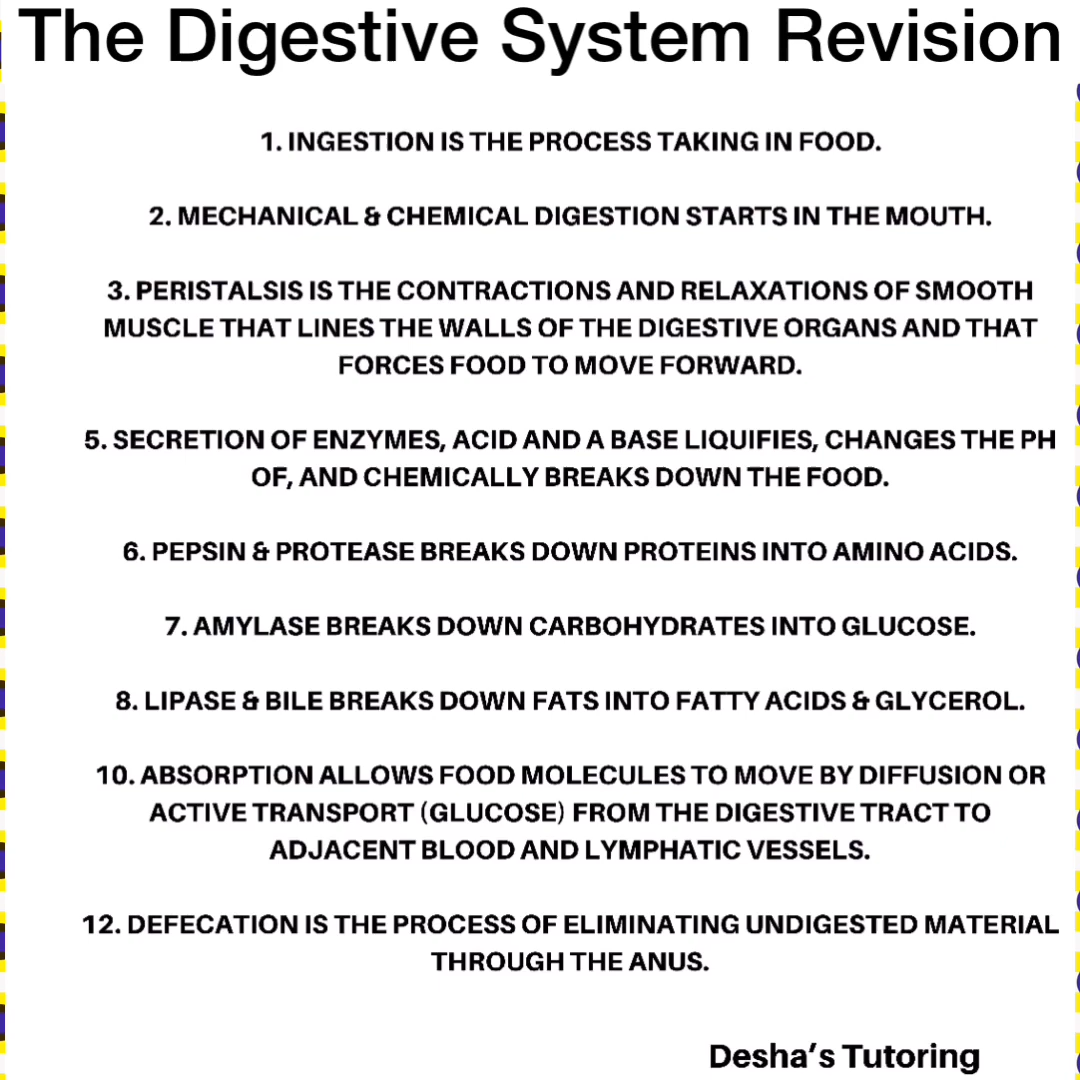 The Digestive System Revision
1. INGESTION IS THE PROCESS TAKING IN FOOD.
2. MECHANICAL & CHEMICAL DIGESTION STARTS IN THE MOUTH.
3. PERISTALSIS IS THE CONTRACTIONS AND RELAXATIONS OF SMOOTH
MUSCLE THAT LINES THE WALLS OF THE DIGESTIVE ORGANS AND THAT
FORCES FOOD TO MOVE FORWARD.
5. SECRETION OF ENZYMES, ACID AND A BASE LIQUIFIES, CHANGES THE PH
OF, AND CHEMICALLY BREAKS DOWN THE FOOD.
6. PEPSIN & PROTEASE BREAKS DOWN PROTEINS INTO AMINO ACIDS.
7. AMYLASE BREAKS DOWN CARBOHYDRATES INTO GLUCOSE.
8. LIPASE & BILE BREAKS DOWN FATS INTO FATTY ACIDS & GLYCEROL.
10. ABSORPTION ALLOWS FOOD MOLECULES TO MOVE BY DIFFUSION OR
ACTIVE TRANSPORT (GLUCOSE) FROM THE DIGESTIVE TRACT TO
ADJACENT BLOOD AND LYMPHATIC VESSELS.
12. DEFECATION IS THE PROCESS OF ELIMINATING UNDIGESTED MATERIAL
THROUGH THE ANUS.
Desha's Tutoring